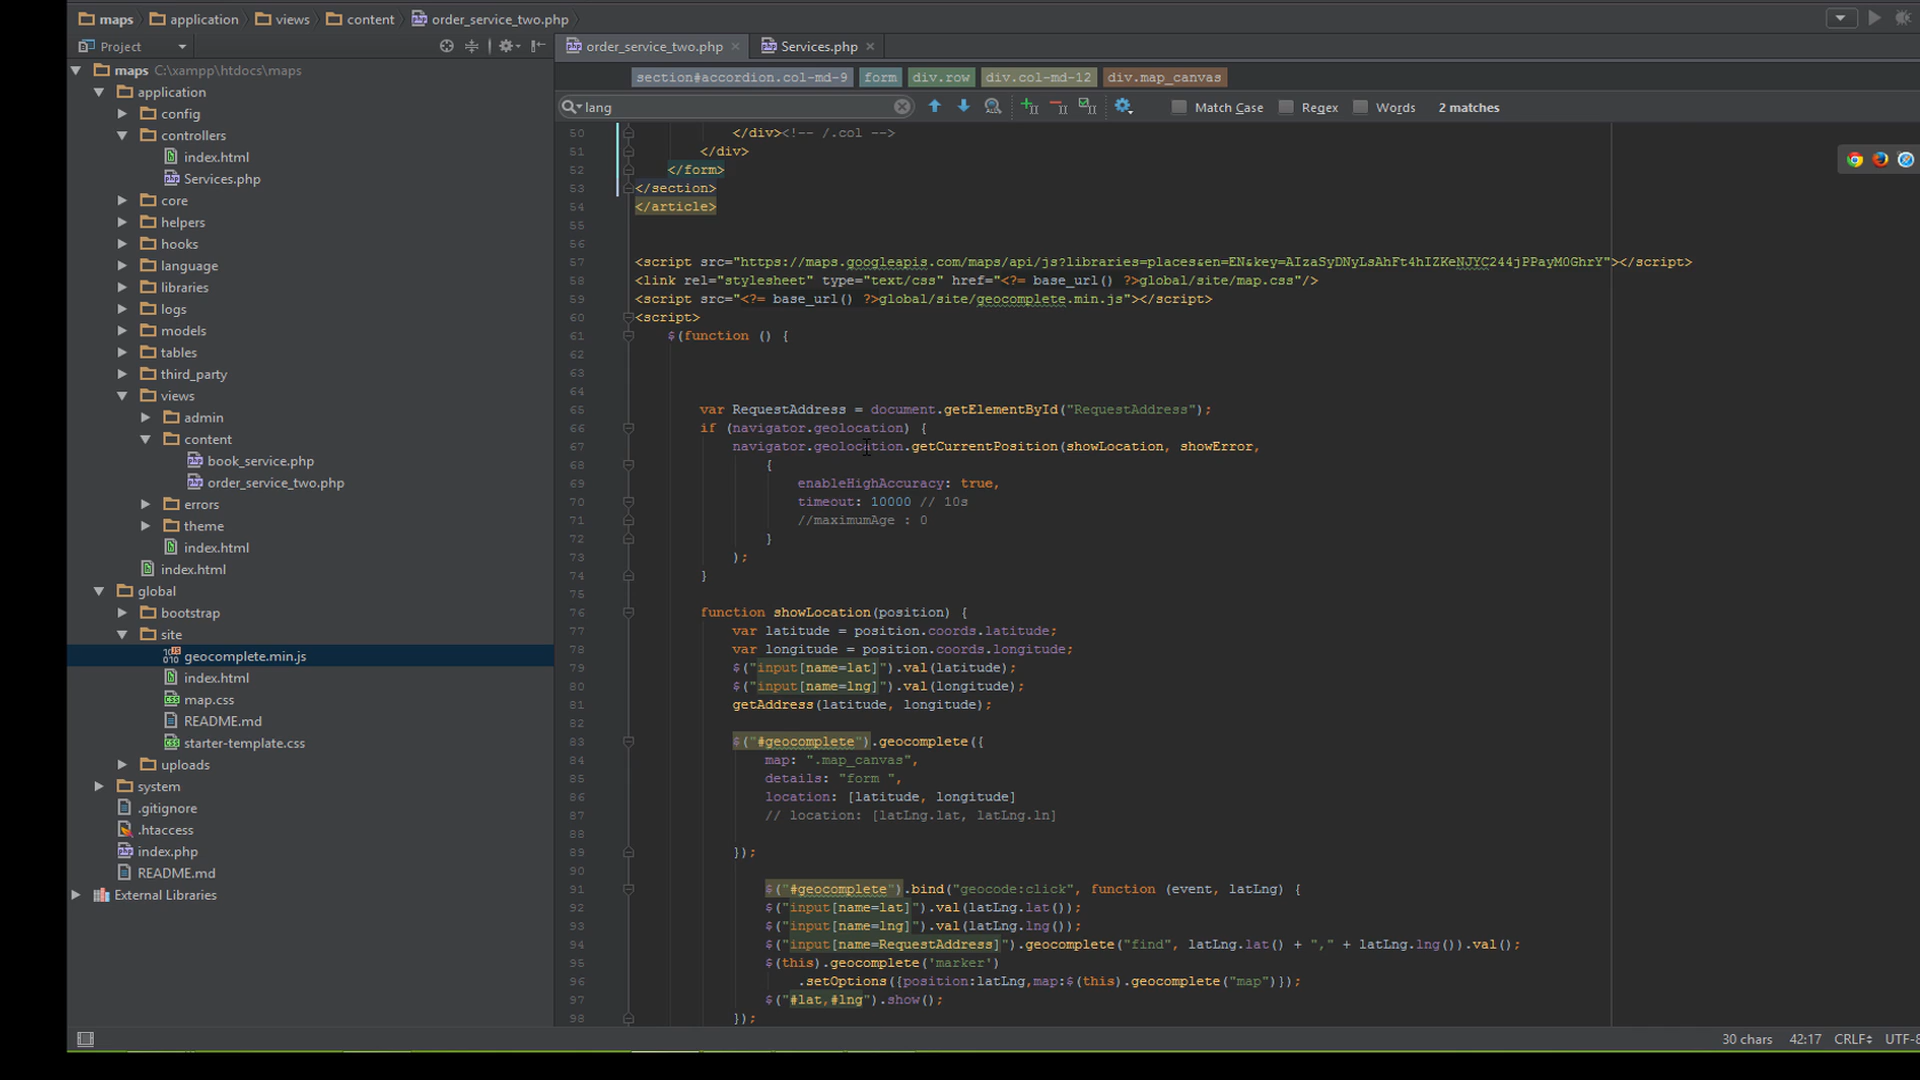 maps application views content order_service_two.php
Project
maps C:\xampp\htdocs\maps
application
config
controllers
index.html
Services.php
core
helpers
hooks
language
libraries
logs
models
tables
third_party
views
admin
content
book_service.php
order_service_two.php
errors
theme
index.html
index.html
global
bootstrap
site
geocomplete.min.js
index.html
map.css
README.md
starter-template.css
uploads
system
.gitignore
.htaccess
index.php
README.md
External Libraries
order_service_two.php Services.php
section#accordion.col-md-9 form div.row div.col-md-12 div.map_canvas
lang Match Case Regex Words 2 matches
50 </div><!-- /.col -->
51 </div>
52 </form>
53 </section>
54 </article>
55
56
57 <script src="https://maps.googleapis.com/maps/api/js?libraries=places&en=EN&key=AIzaSyDNyLsAhFt4hIZKeNJYC244jPPayM0GhrY"></script>
58 <link rel="stylesheet" type="text/css" href="<?= base_url() ?>global/site/map.css"/>
59 <script src="<?= base_url() ?>global/site/geocomplete.min.js"></script>
60 <script>
61 $(function () {
62
63
64
65 var RequestAddress = document.getElementById("RequestAddress");
66 if (navigator.geolocation) {
67 navigator.geolocation.getCurrentPosition(showLocation, showError,
68 {
69 enableHighAccuracy: true,
70 timeout: 10000 // 10s
71 //maximumAge : 0
72 }
73 );
74 }
75
76 function showLocation(position) {
77 var latitude = position.coords.latitude;
78 var longitude = position.coords.longitude;
79 $("input[name=lat]").val(latitude);
80 $("input[name=lng]").val(longitude);
81 getAddress(latitude, longitude);
82
83 $("#geocomplete").geocomplete({
84 map: ".map_canvas",
85 details: "form ",
86 location: [latitude, longitude]
87 // location: [latLng.lat, latLng.ln]
88
89 });
90
91 $("#geocomplete").bind("geocode:click", function (event, latLng) {
92 $("input[name=lat]").val(latLng.lat());
93 $("input[name=lng]").val(latLng.lng());
94 $("input[name=RequestAddress]").geocomplete("find", latLng.lat() + "," + latLng.lng()).val();
95 $(this).geocomplete('marker')
96 .setOptions({position:latLng,map:$(this).geocomplete("map")});
97 $("#lat,#lng").show();
98 });
30 chars 42:17 CRLF UTF-8